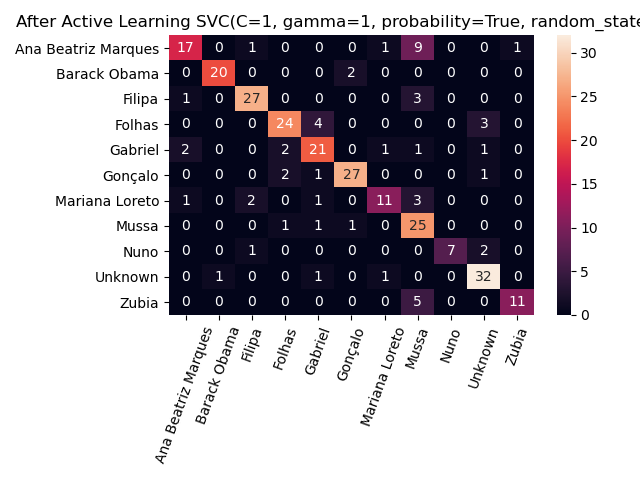 After Active Learning SVC(C=1, gamma=1, probability=True, random_state
Ana Beatriz Marques 17 0 1 0 0 0 1 9 0 0 1
Barack Obama 0 20 0 0 0 2 0 0 0 0 0
Filipa 1 0 27 0 0 0 0 3 0 0 0
Folhas 0 0 0 24 4 0 0 0 0 3 0
Gabriel 2 0 0 2 21 0 1 1 0 1 0
Gonçalo 0 0 0 2 1 27 0 0 0 1 0
Mariana Loreto 1 0 2 0 1 0 11 3 0 0 0
Mussa 0 0 0 1 1 1 0 25 0 0 0
Nuno 0 0 1 0 0 0 0 0 7 2 0
Unknown 0 1 0 0 1 0 1 0 0 32 0
Zubia 0 0 0 0 0 0 0 5 0 0 11
Ana Beatriz Marques
Barack Obama
Filipa
Folhas
Gabriel
Gonçalo
Mariana Loreto
Mussa
Nuno
Unknown
Zubia
30
25
20
15
10
5
0